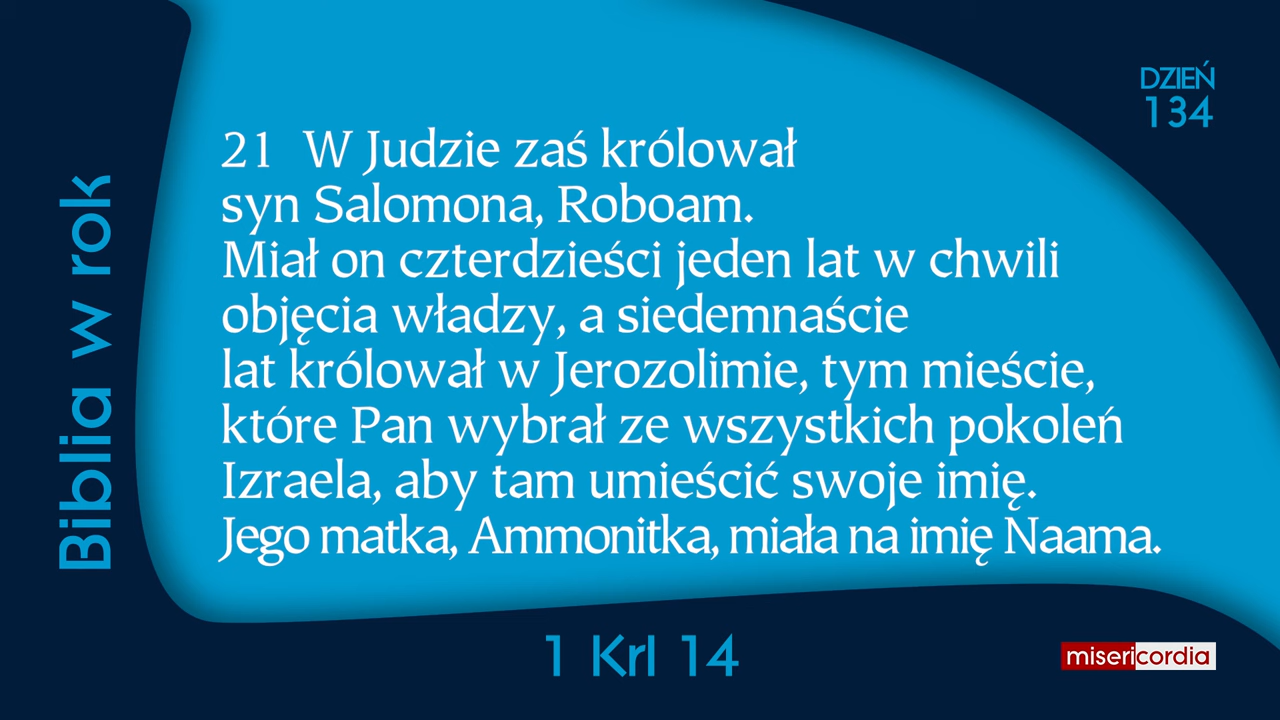 DZIEŃ
134
Biblia w rok
21 W Judzie zaś królował
syn Salomona, Roboam.
Miał on czterdzieści jeden lat w chwili
objęcia władzy, a siedemnaście
lat królował w Jerozolimie, tym mieście,
które Pan wybrał ze wszystkich pokoleń
Izraela, aby tam umieścić swoje imię.
Jego matka, Ammonitka, miała na imię Naama.
1 Krl 14
misericordia